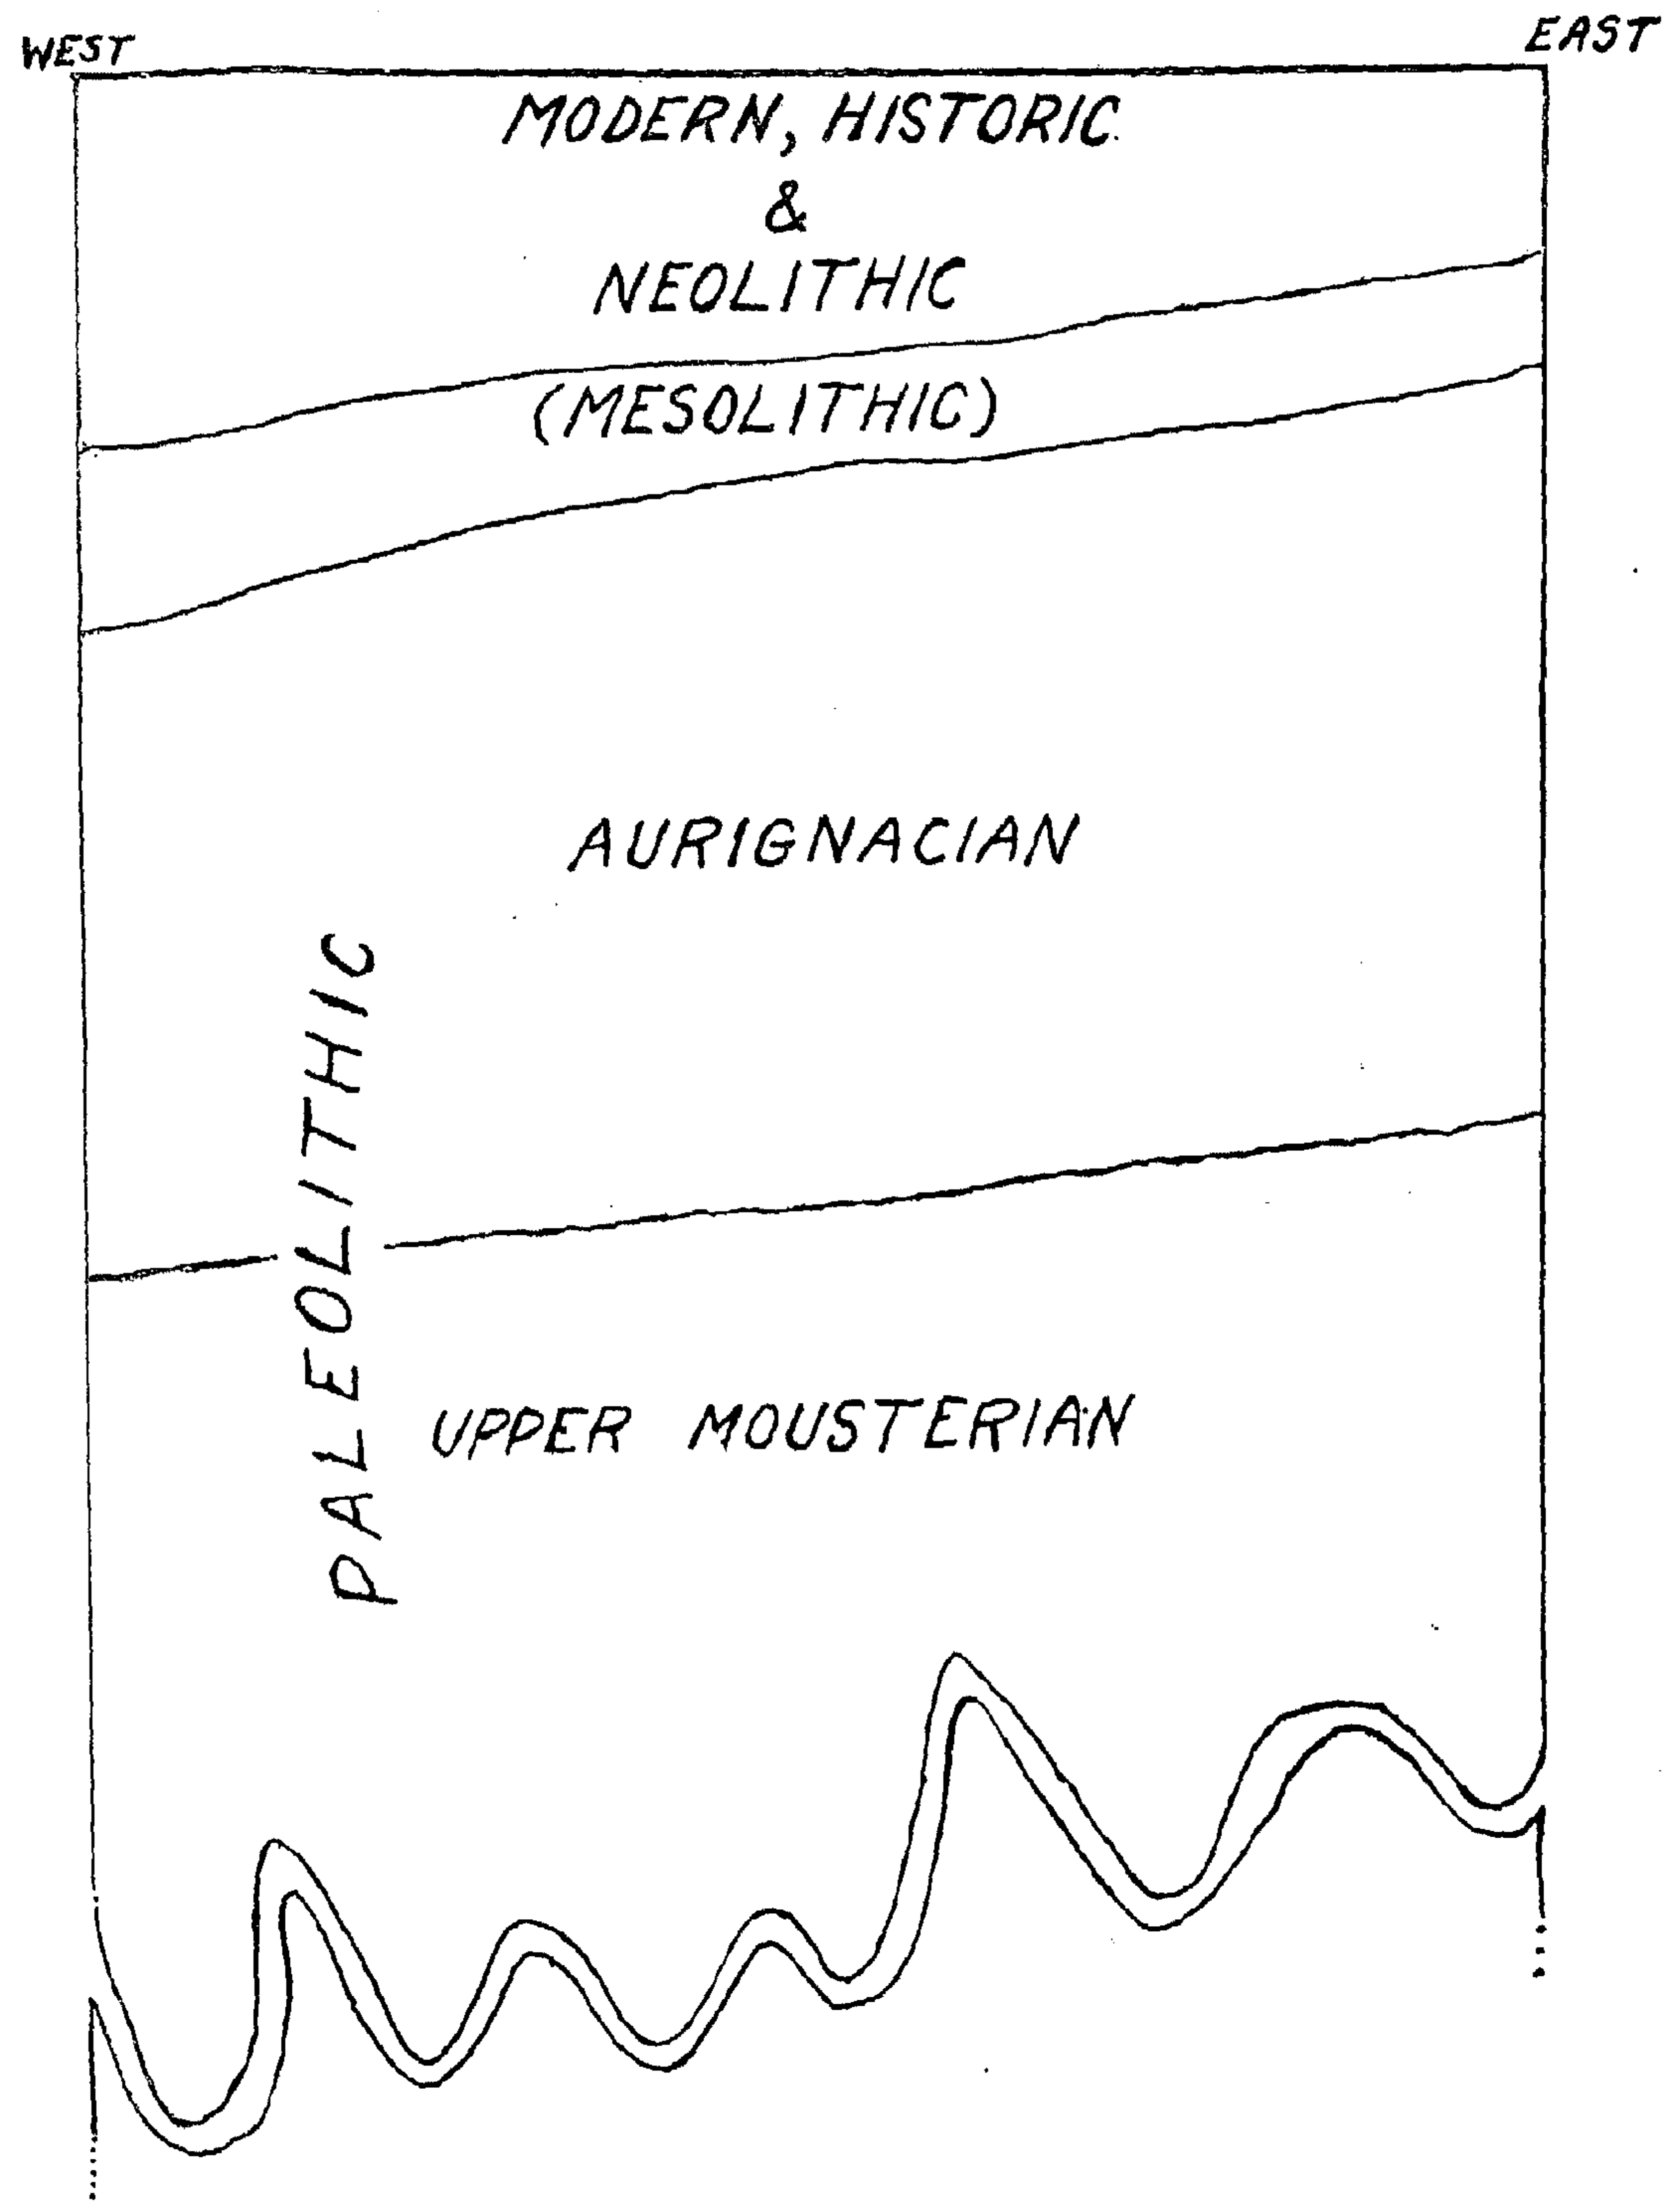 WEST
EAST
MODERN, HISTORIC
&
NEOLITHIC
(MESOLITHIC)
AURIGNACIAN
PALEOLITHIC
UPPER MOUSTERIAN